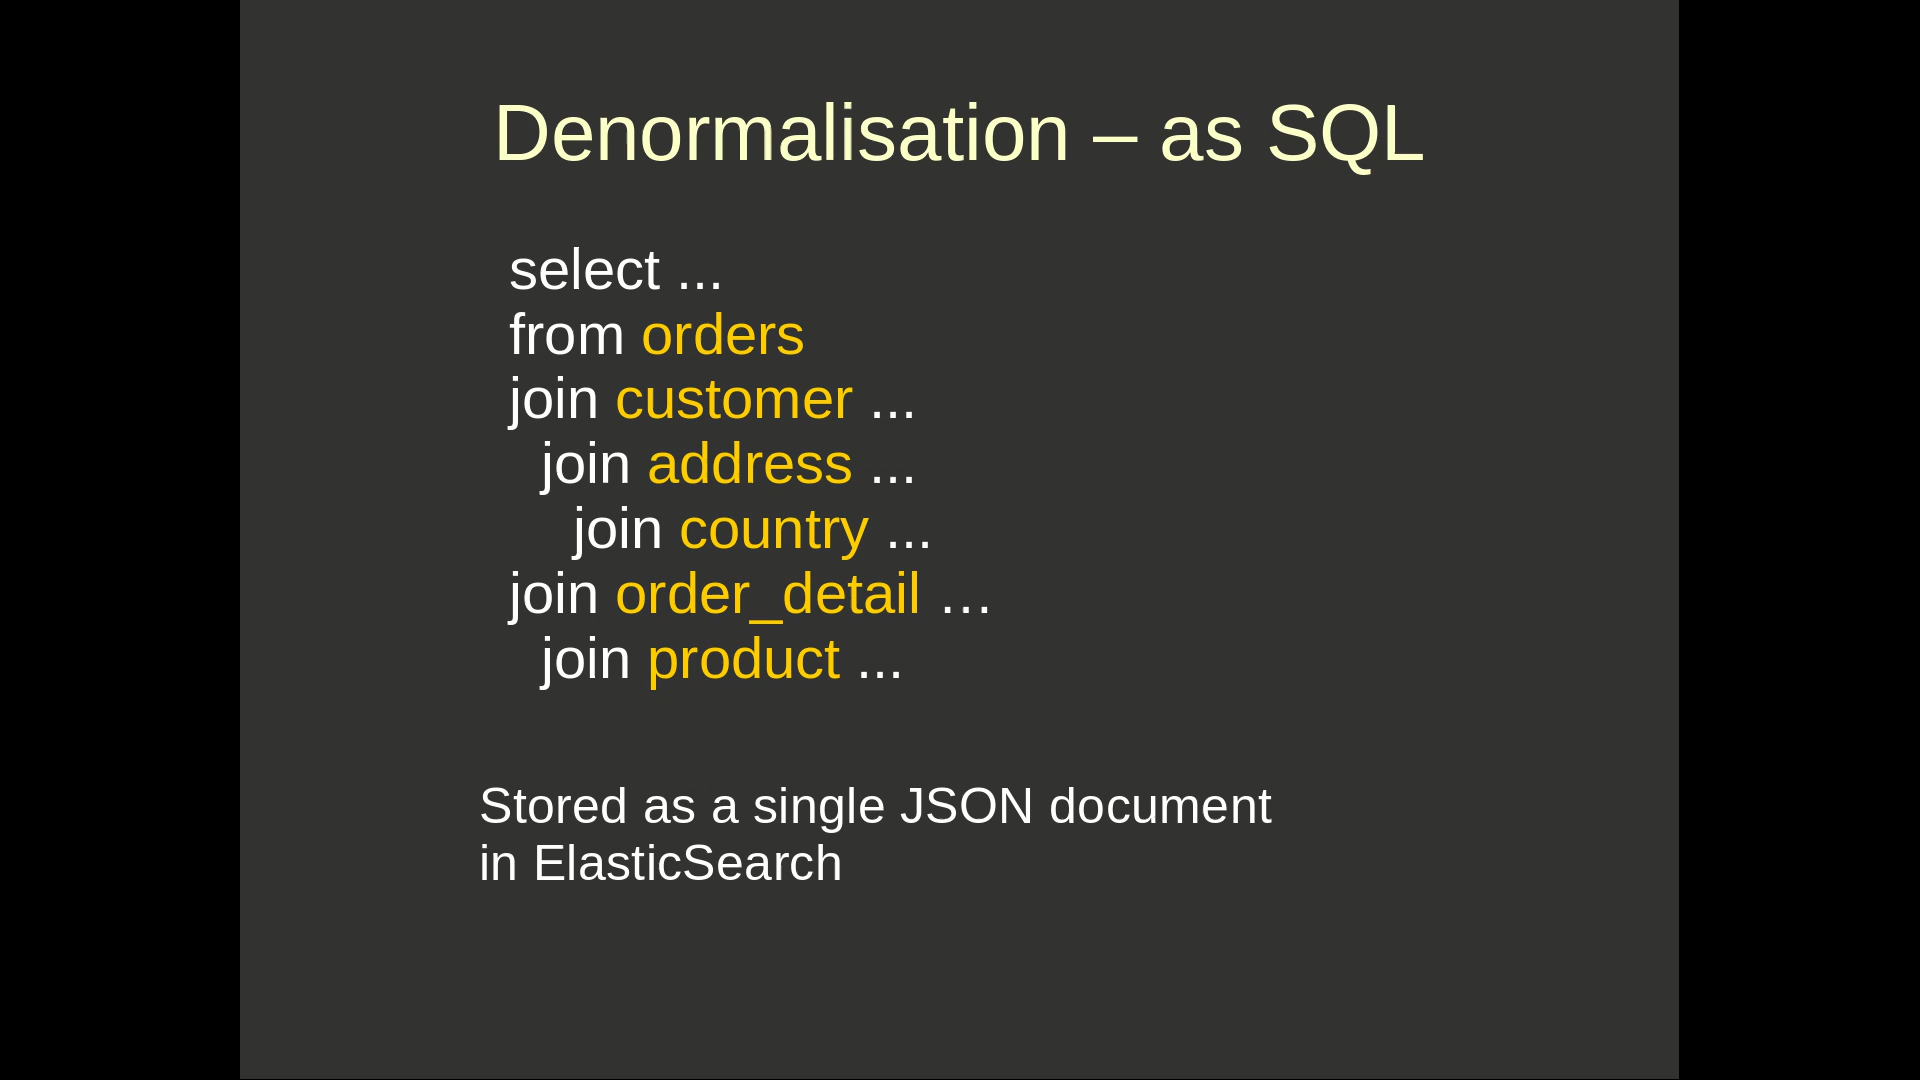 Denormalisation – as SQL
select ...
from orders
join customer ...
join address ...
join country ...
join order_detail …
join product ...
Stored as a single JSON document
in ElasticSearch